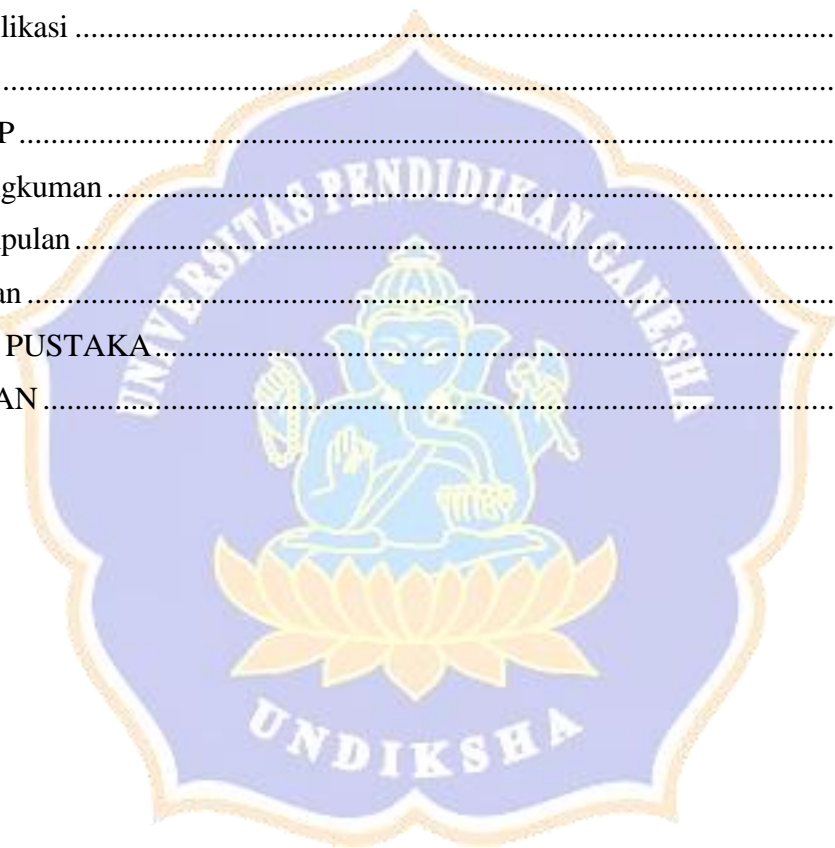 likasi ........................................................................................................
..................................................................................................................
P ................................................................................................................
gkuman ....................................................................................................
pulan .........................................................................................................
an ...............................................................................................................
PUSTAKA ...............................................................................................
AN .............................................................................................................
UNIVERSITAS PENDIDIKAN GANESHA
UNDIKSHA